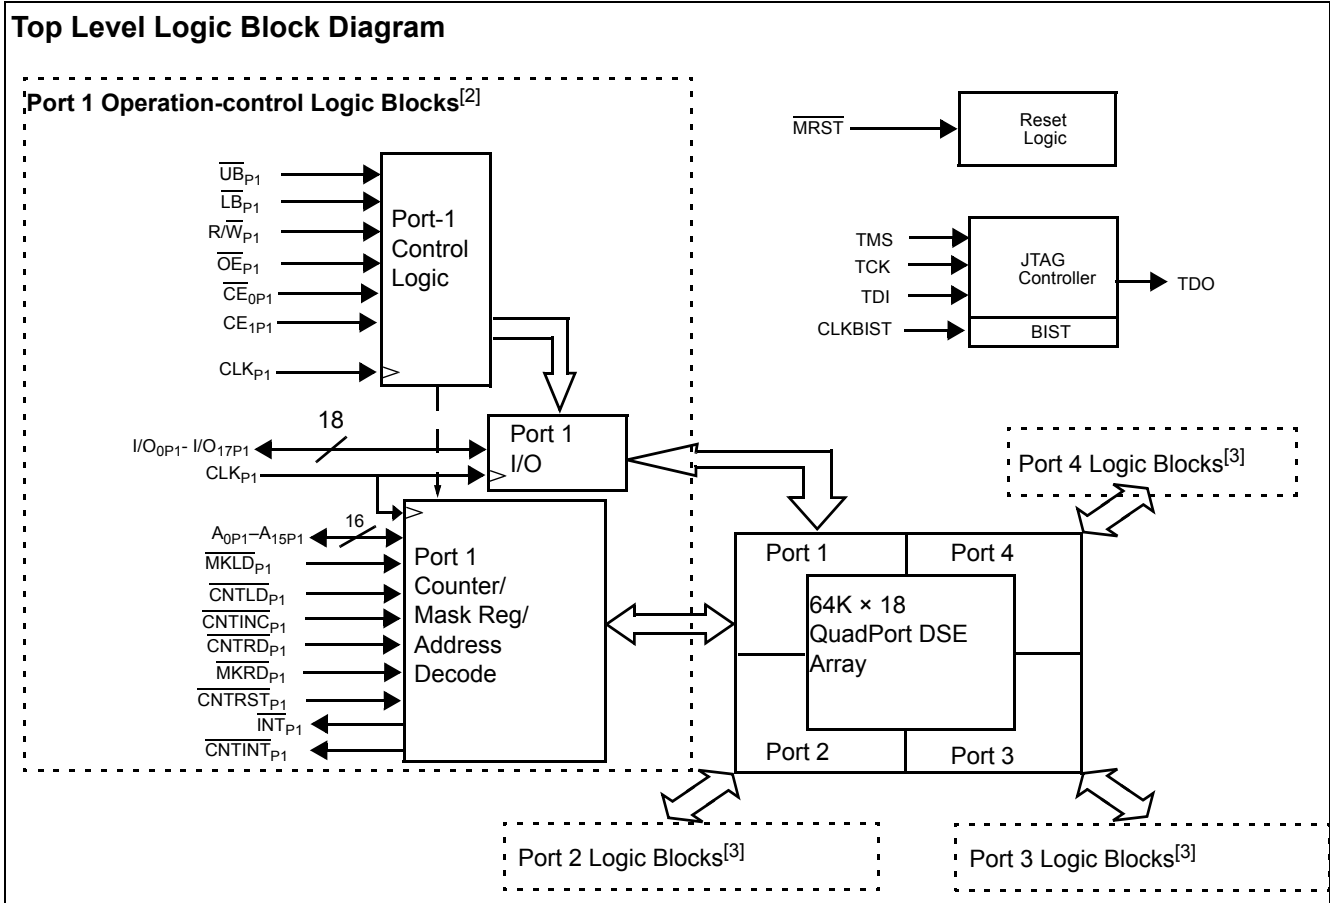 Top Level Logic Block Diagram
Port 1 Operation-control Logic Blocks[2]
MRST
Reset
Logic
UBP1
LBP1
R/WP1
OEP1
CE0P1
CE1P1
CLKP1
Port-1
Control
Logic
TMS
TCK
TDI
CLKBIST
JTAG
Controller
BIST
TDO
18
I/O0P1- I/O17P1
CLKP1
Port 1
I/O
Port 4 Logic Blocks[3]
16
A0P1–A15P1
MKLDP1
CNTLDP1
CNTINCP1
CNTRDP1
MKRDP1
CNTRSTP1
INTP1
CNTINTP1
Port 1
Counter/
Mask Reg/
Address
Decode
Port 1
Port 4
64K × 18
QuadPort DSE
Array
Port 2
Port 3
Port 2 Logic Blocks[3]
Port 3 Logic Blocks[3]